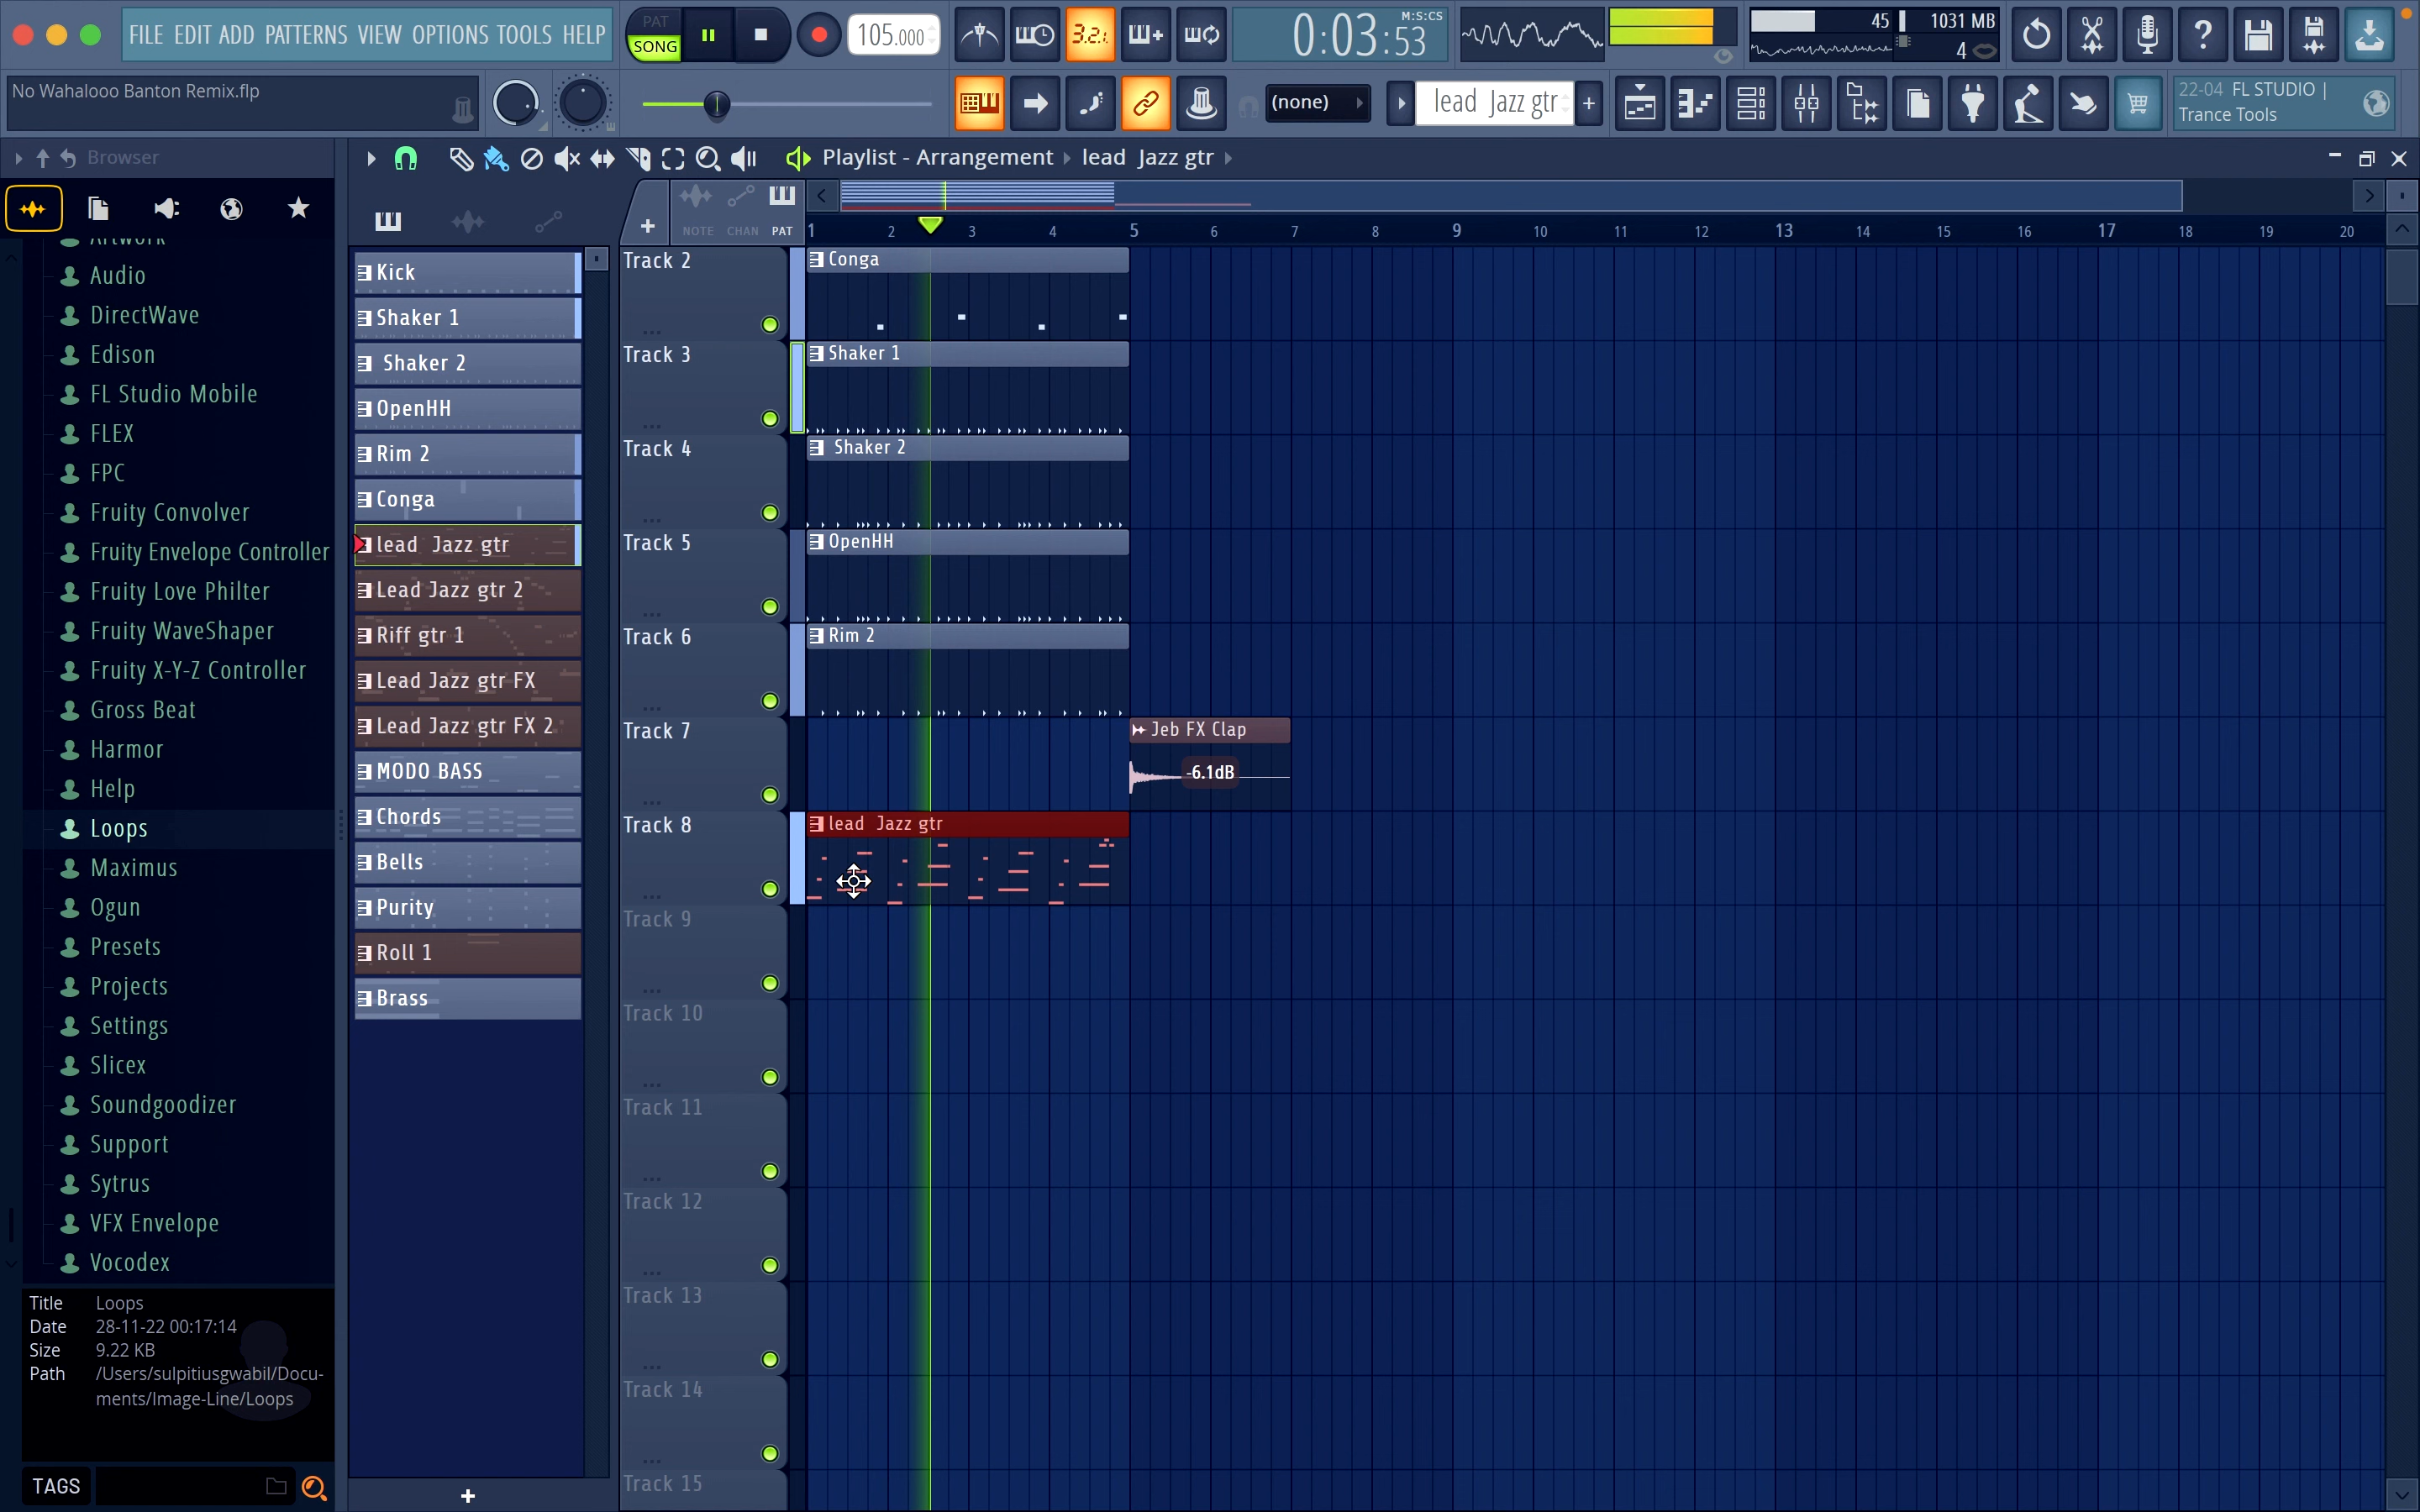 FILE EDIT ADD PATTERNS VIEW OPTIONS TOOLS HELP
PAT
SONG
105.000
3.2.
M:S:CS
0:03:53
45
1031 MB
4
No Wahalooo Banton Remix.flp
(none)
lead  Jazz gtr
22-04 FL STUDIO |
Trance Tools
Browser
Playlist - Arrangement
lead  Jazz gtr
NOTE CHAN PAT
1 2 3 4 5 6 7 8 9 10 11 12 13 14 15 16 17 18 19 20
Artwork
Audio
DirectWave
Edison
FL Studio Mobile
FLEX
FPC
Fruity Convolver
Fruity Envelope Controller
Fruity Love Philter
Fruity WaveShaper
Fruity X-Y-Z Controller
Gross Beat
Harmor
Help
Loops
Maximus
Ogun
Presets
Projects
Settings
Slicex
Soundgoodizer
Support
Sytrus
VFX Envelope
Vocodex
Title Loops
Date 28-11-22 00:17:14
Size 9.22 KB
Path /Users/sulpitiusgwabil/Docu-
ments/Image-Line/Loops
TAGS
Kick
Shaker 1
Shaker 2
OpenHH
Rim 2
Conga
lead  Jazz gtr
Lead Jazz gtr 2
Riff gtr 1
Lead Jazz gtr FX
Lead Jazz gtr FX 2
MODO BASS
Chords
Bells
Purity
Roll 1
Brass
+
Track 2
Conga
Track 3
Shaker 1
Track 4
Shaker 2
Track 5
OpenHH
Track 6
Rim 2
Track 7
Jeb FX Clap
-6.1dB
Track 8
lead  Jazz gtr
Track 9
Track 10
Track 11
Track 12
Track 13
Track 14
Track 15